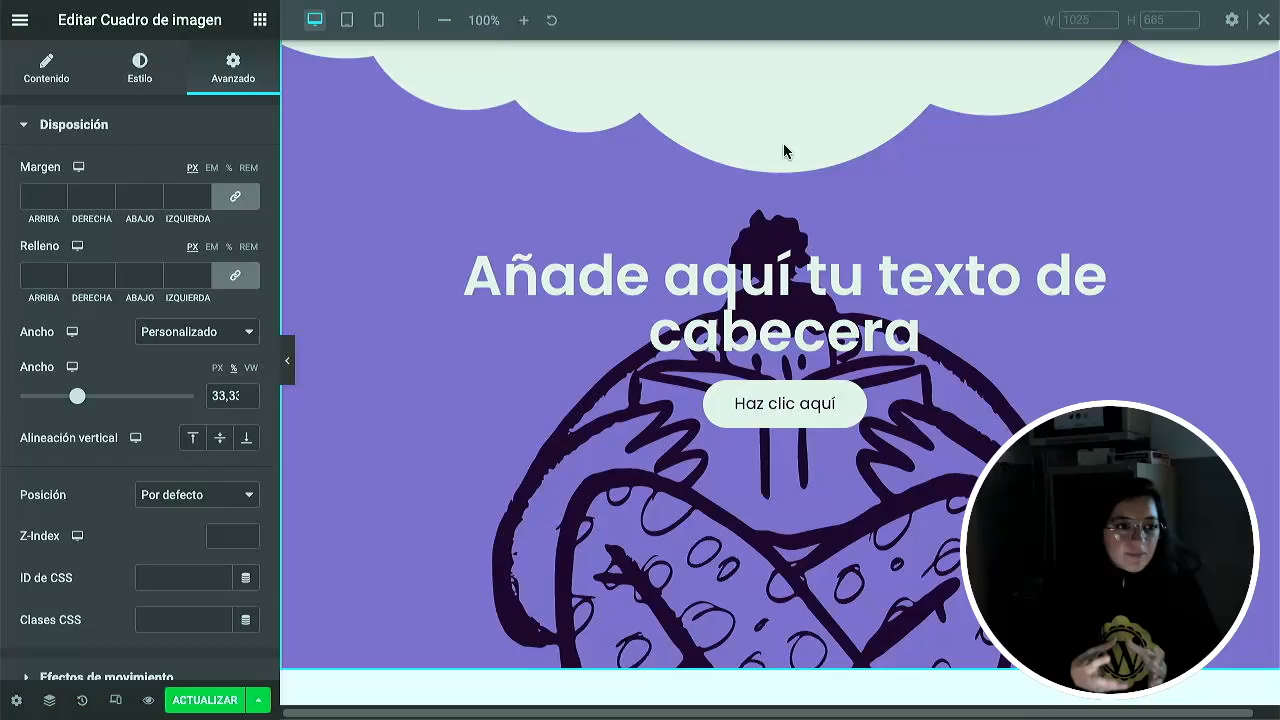 Editar Cuadro de imagen
100%
W 1025 H 665
Contenido Estilo Avanzado
Disposición
Margen PX EM % REM
ARRIBA DERECHA ABAJO IZQUIERDA
Relleno PX EM % REM
ARRIBA DERECHA ABAJO IZQUIERDA
Ancho Personalizado
Ancho PX % VW
33,33
Alineación vertical
Posición Por defecto
Z-Index
ID de CSS
Clases CSS
Efectos de movimiento
ACTUALIZAR
Añade aquí tu texto de
cabecera
Haz clic aquí
W